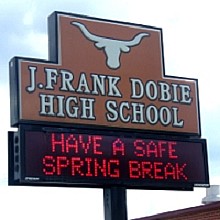 J. FRANK DOBIE
HIGH SCHOOL
HAVE A SAFE
SPRING BREAK